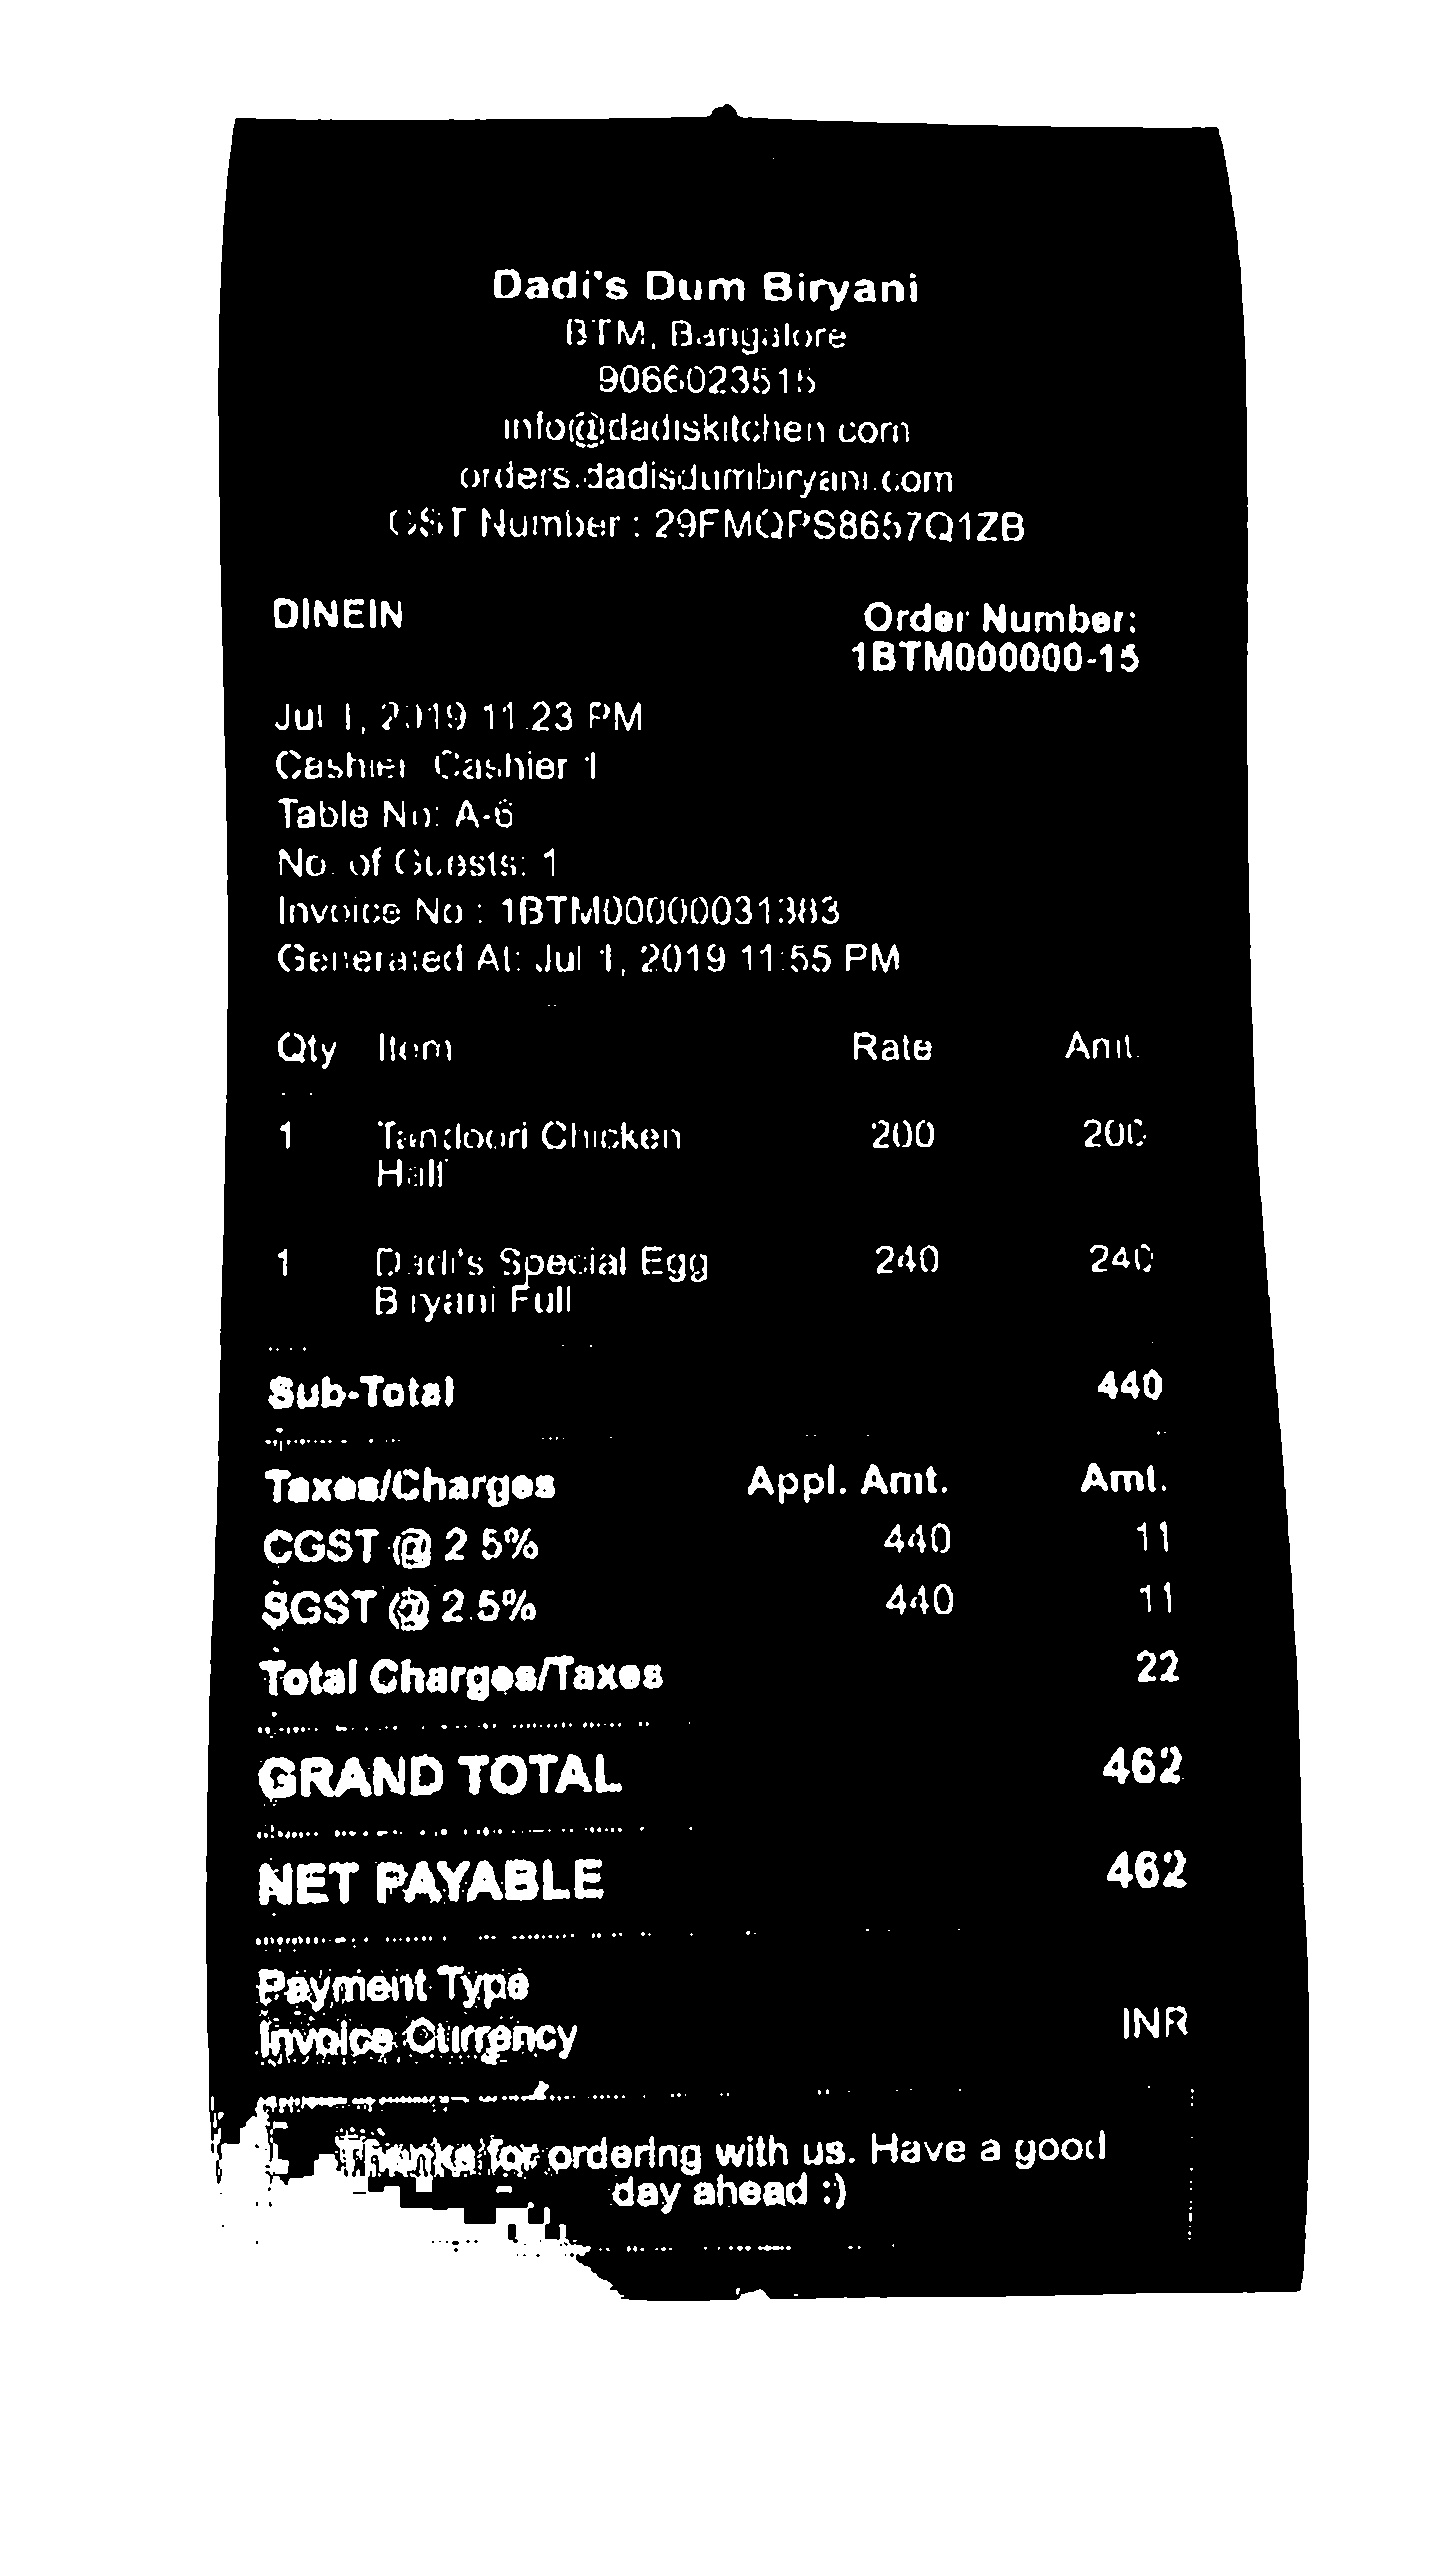 Dadi's Dum Biryani
BTM, Bangalore
9066023515
info@dadiskitchen.com
orders.dadisdumbiryani.com
GST Number : 29FMQPS8657Q1ZB
DINEIN
Order Number:
1BTM000000-15
Jul 1, 2019 11:23 PM
Cashier: Cashier 1
Table No: A-6
No. of Guests: 1
Invoice No : 1BTM00000031383
Generated At: Jul 1, 2019 11:55 PM
Qty Item Rate Amt.
1 Tandoori Chicken 200 200
Half
1 Dadi's Special Egg 240 240
Biryani Full
Sub-Total 440
Taxes/Charges Appl. Amt. Amt.
CGST @ 2.5% 440 11
SGST @ 2.5% 440 11
Total Charges/Taxes 22
GRAND TOTAL 462
NET PAYABLE 462
Payment Type
Invoice Currency INR
Thanks for ordering with us. Have a good
day ahead :)